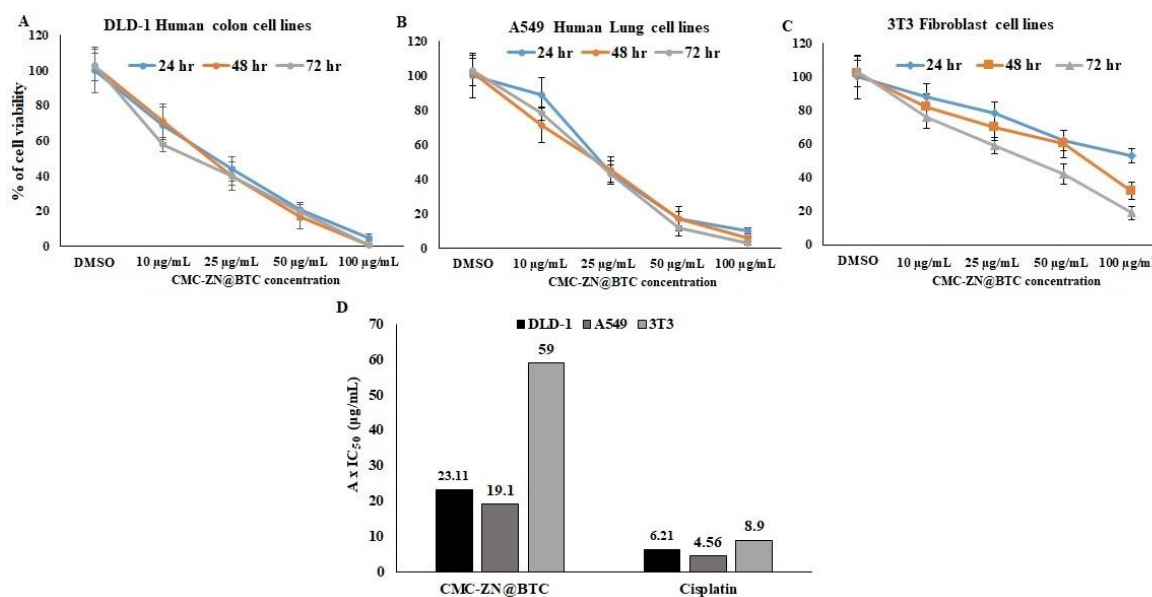 A
DLD-1 Human colon cell lines
24 hr 48 hr 72 hr
% of cell viability
120
100
80
60
40
20
0
DMSO 10 µg/mL 25 µg/mL 50 µg/mL 100 µg/mL
CMC-ZN@BTC concentration
B
A549 Human Lung cell lines
24 hr 48 hr 72 hr
120
100
80
60
40
20
0
DMSO 10 µg/mL 25 µg/mL 50 µg/mL 100 µg/mL
CMC-ZN@BTC concentration
C
3T3 Fibroblast cell lines
24 hr 48 hr 72 hr
120
100
80
60
40
20
0
DMSO 10 µg/mL 25 µg/mL 50 µg/mL 100 µg/mL
CMC-ZN@BTC concentration
D
DLD-1 A549 3T3
A x IC50 (µg/mL)
70
60
50
40
30
20
10
0
23.11 19.1 59
6.21 4.56 8.9
CMC-ZN@BTC Cisplatin